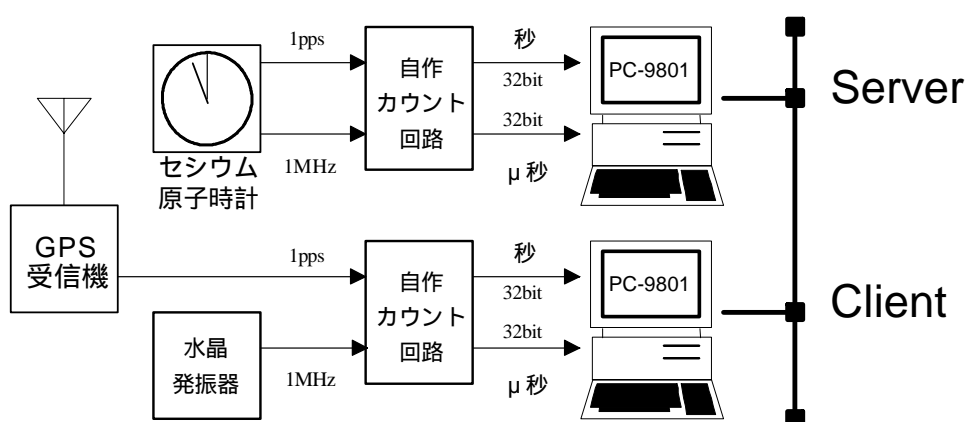 1pps
1MHz
セシウム
原子時計
自作
カウント
回路
秒
32bit
32bit
μ秒
PC-9801
Server
GPS
受信機
1pps
水晶
発振器
1MHz
自作
カウント
回路
秒
32bit
32bit
μ秒
PC-9801
Client